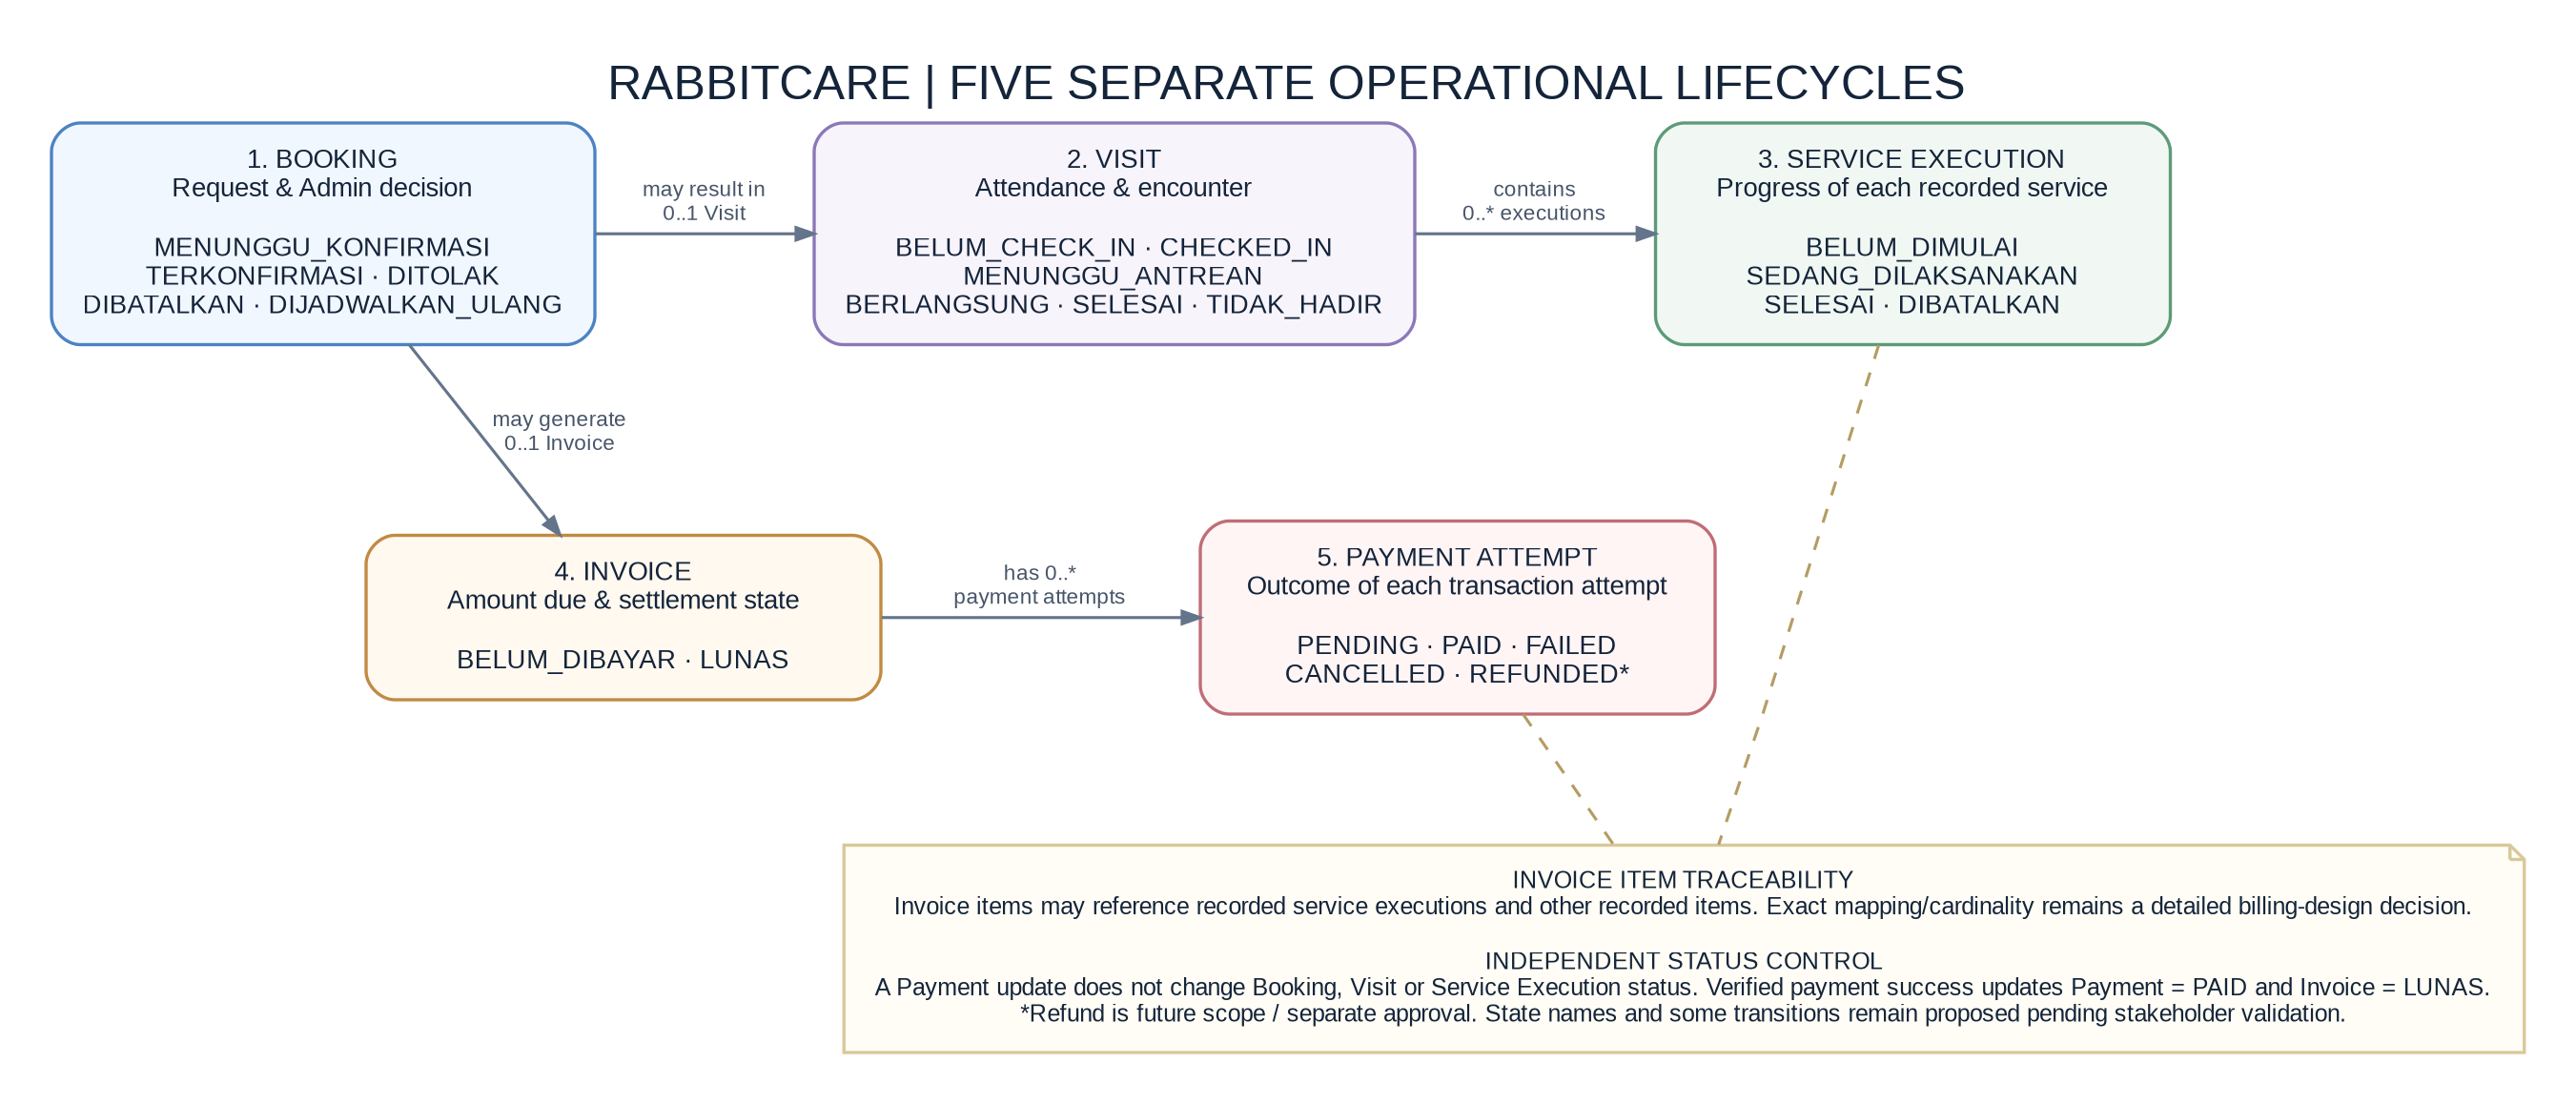 RABBITCARE | FIVE SEPARATE OPERATIONAL LIFECYCLES
1. BOOKING
Request & Admin decision
MENUNGGU_KONFIRMASI
TERKONFIRMASI · DITOLAK
DIBATALKAN · DIJADWALKAN_ULANG
may result in
0..1 Visit
2. VISIT
Attendance & encounter
BELUM_CHECK_IN · CHECKED_IN
MENUNGGU_ANTREAN
BERLANGSUNG · SELESAI · TIDAK_HADIR
contains
0..* executions
3. SERVICE EXECUTION
Progress of each recorded service
BELUM_DIMULAI
SEDANG_DILAKSANAKAN
SELESAI · DIBATALKAN
may generate
0..1 Invoice
4. INVOICE
Amount due & settlement state
BELUM_DIBAYAR · LUNAS
has 0..*
payment attempts
5. PAYMENT ATTEMPT
Outcome of each transaction attempt
PENDING · PAID · FAILED
CANCELLED · REFUNDED*
INVOICE ITEM TRACEABILITY
Invoice items may reference recorded service executions and other recorded items. Exact mapping/cardinality remains a detailed billing-design decision.
INDEPENDENT STATUS CONTROL
A Payment update does not change Booking, Visit or Service Execution status. Verified payment success updates Payment = PAID and Invoice = LUNAS.
*Refund is future scope / separate approval. State names and some transitions remain proposed pending stakeholder validation.